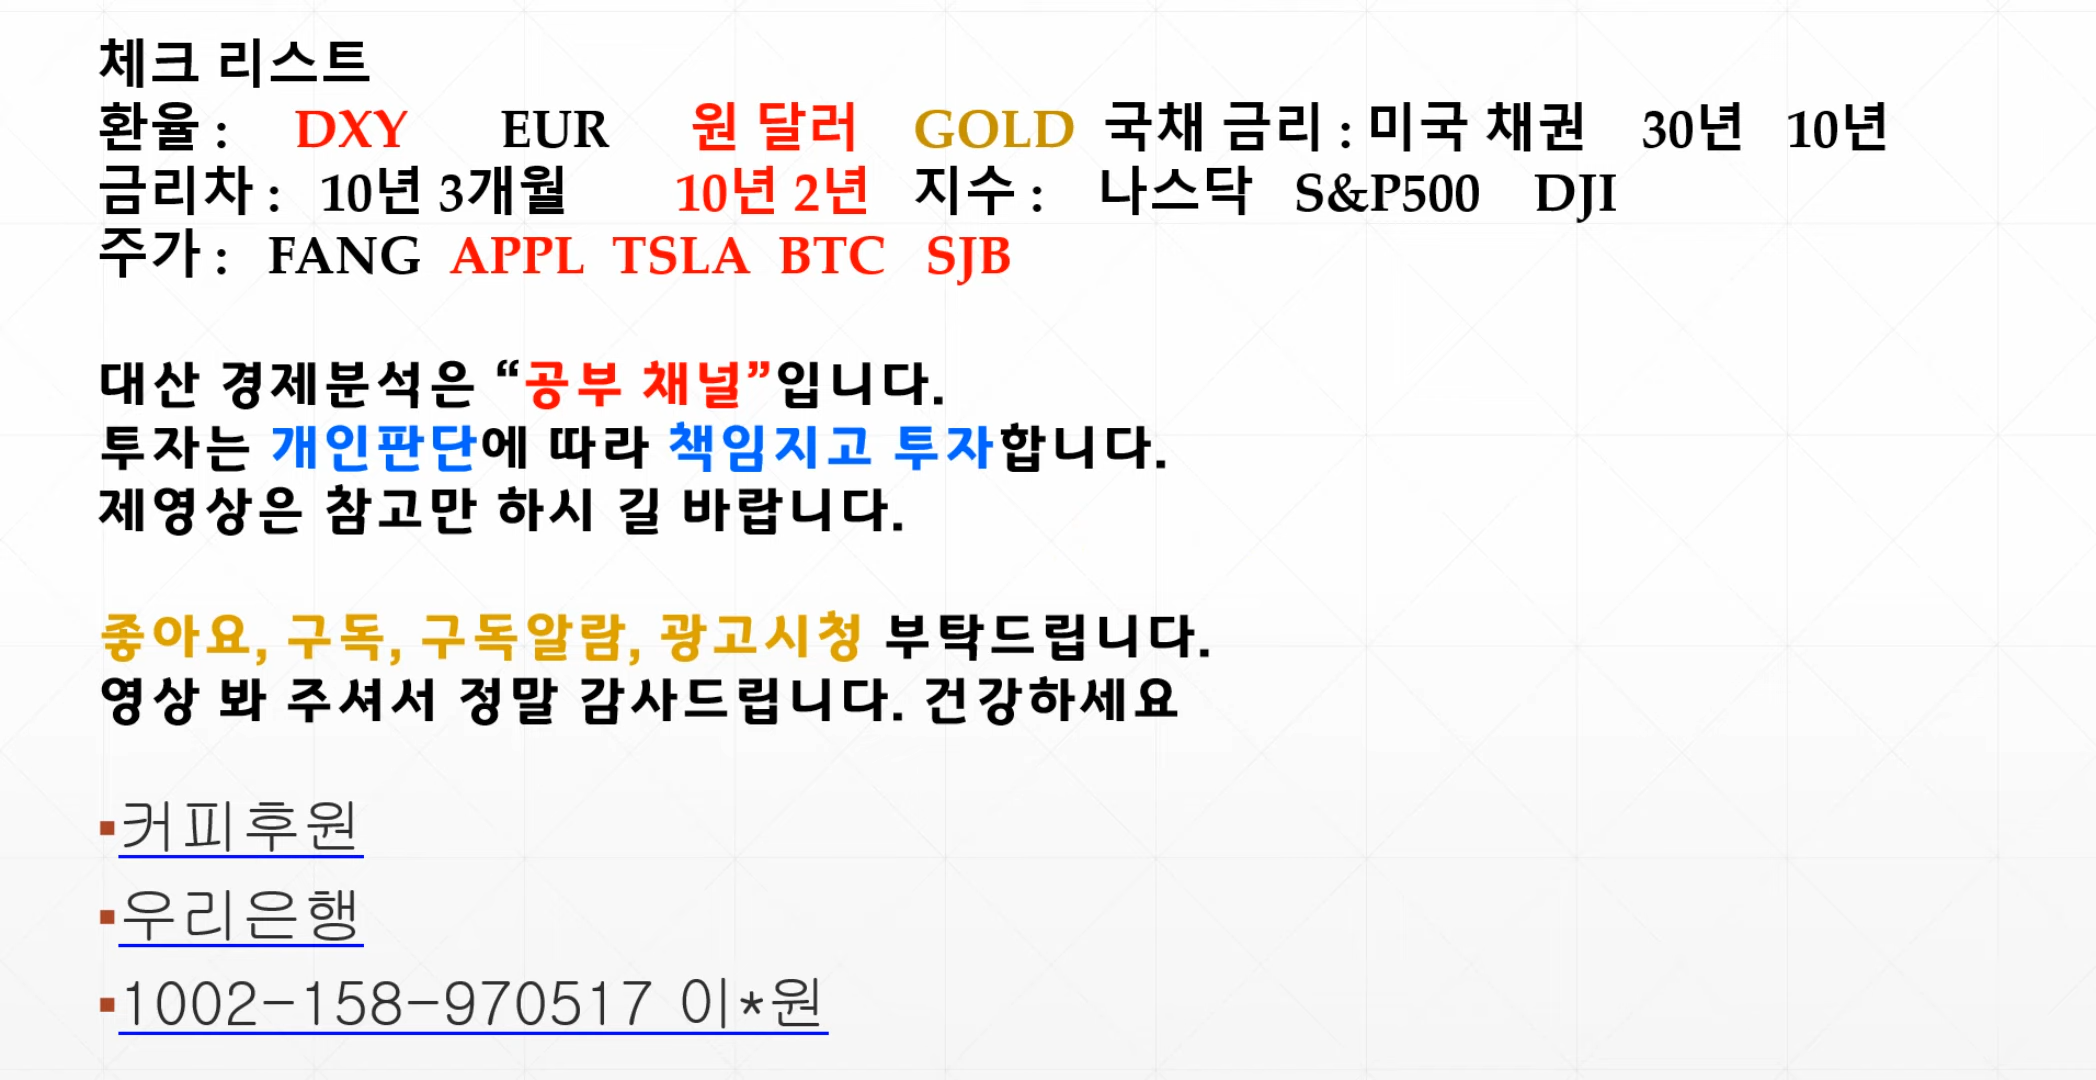 체크 리스트
환율 : DXY EUR 원 달러 GOLD 국채 금리 : 미국 채권 30년 10년
금리차 : 10년 3개월 10년 2년 지수 : 나스닥 S&P500 DJI
주가 : FANG APPL TSLA BTC SJB
대산 경제분석은 “공부 채널”입니다.
투자는 개인판단에 따라 책임지고 투자합니다.
제영상은 참고만 하시 길 바랍니다.
좋아요, 구독, 구독알람, 광고시청 부탁드립니다.
영상 봐 주셔서 정말 감사드립니다. 건강하세요
▪커피후원
▪우리은행
▪1002-158-970517 이*원